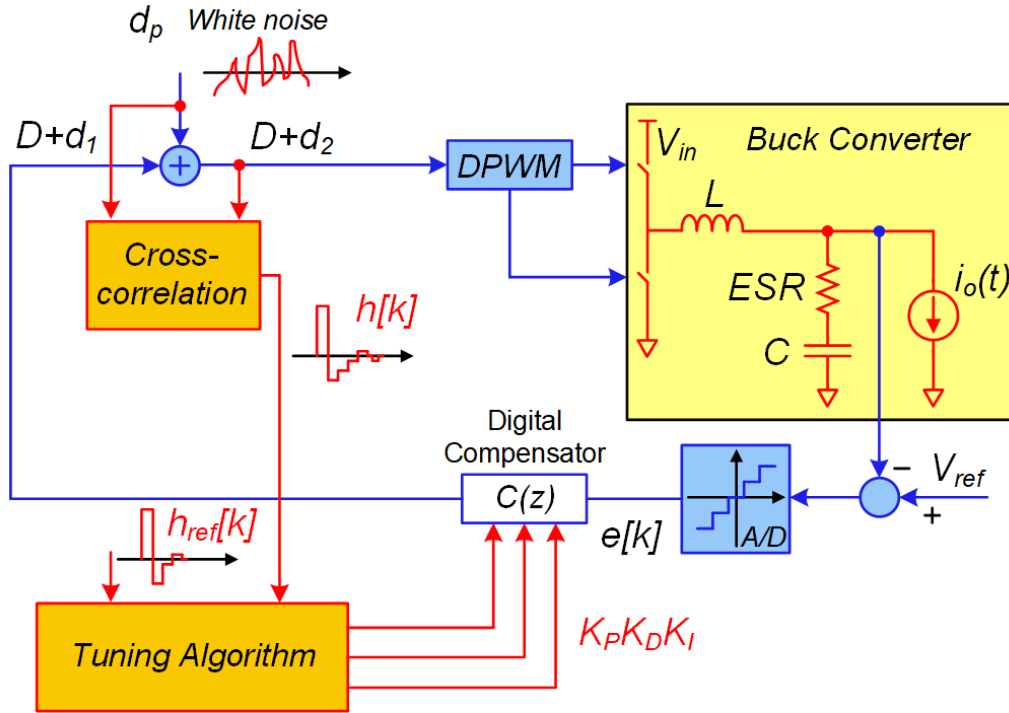 d_p
White noise
D+d_1
D+d_2
+
DPWM
Buck Converter
V_in
L
Cross-
correlation
ESR
i_o(t)
h[k]
C
Digital
Compensator
C(z)
−
V_ref
+
h_ref[k]
e[k]
A/D
Tuning Algorithm
K_P K_D K_I